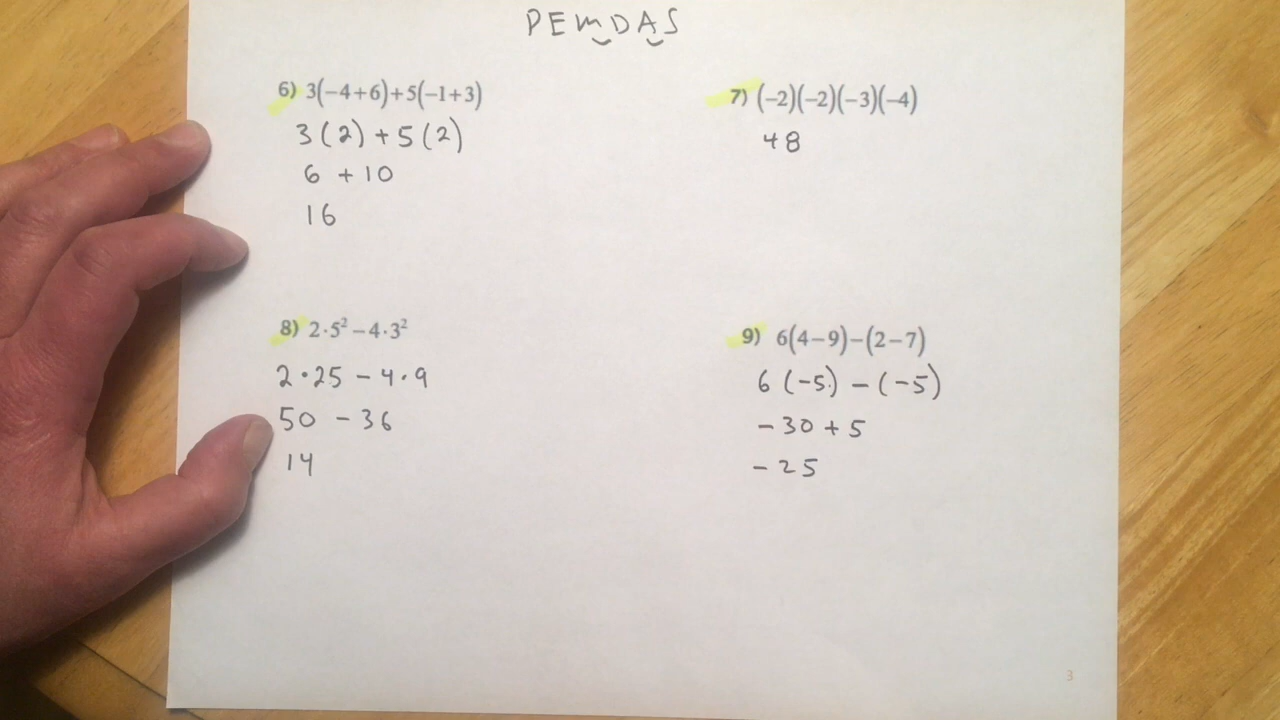 PEMDAS
6) 3(−4+6)+5(−1+3)
3(2)+5(2)
6 +10
16
7) (−2)(−2)(−3)(−4)
48
8) 2·5² − 4·3²
2·25 − 4·9
50 − 36
14
9) 6(4−9)−(2−7)
6(−5) − (−5)
−30 + 5
−25
3